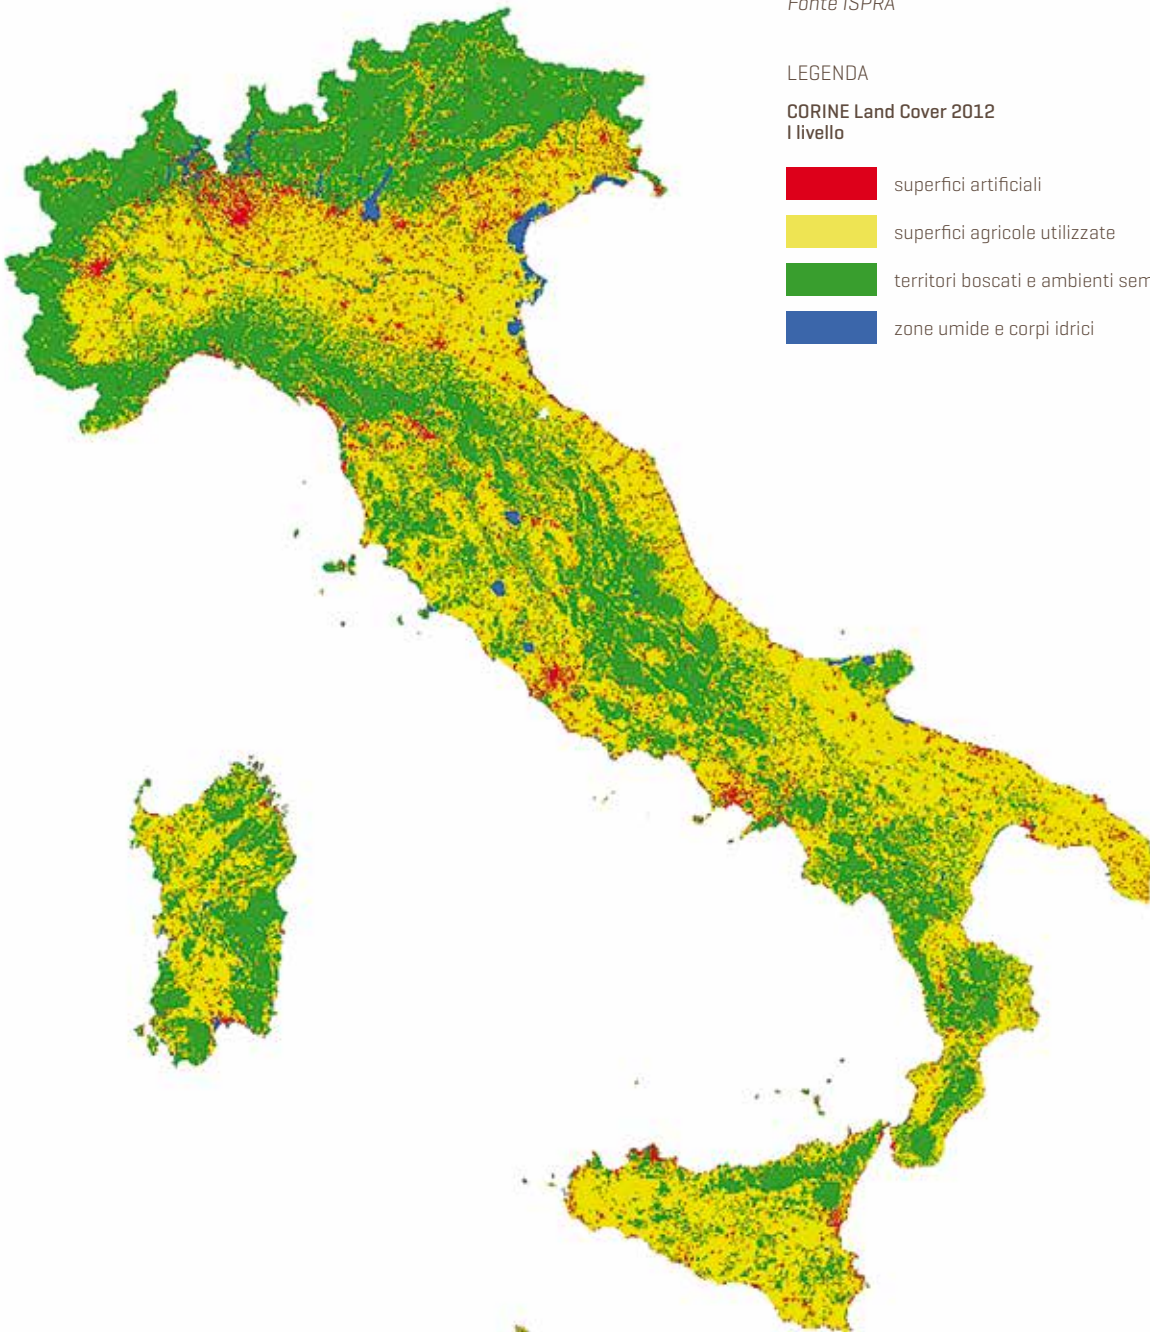 Fonte ISPRA
LEGENDA
CORINE Land Cover 2012
I livello
superfici artificiali
superfici agricole utilizzate
territori boscati e ambienti sem
zone umide e corpi idrici